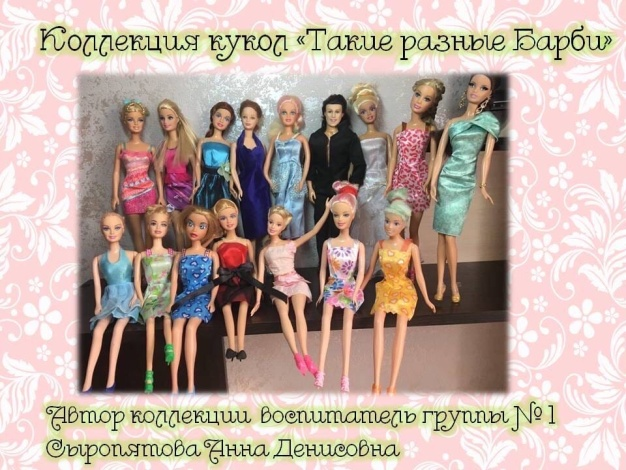 Коллекция кукол «Такие разные Барби»
Автор коллекции воспитатель группы № 1
Сыропятова Анна Денисовна